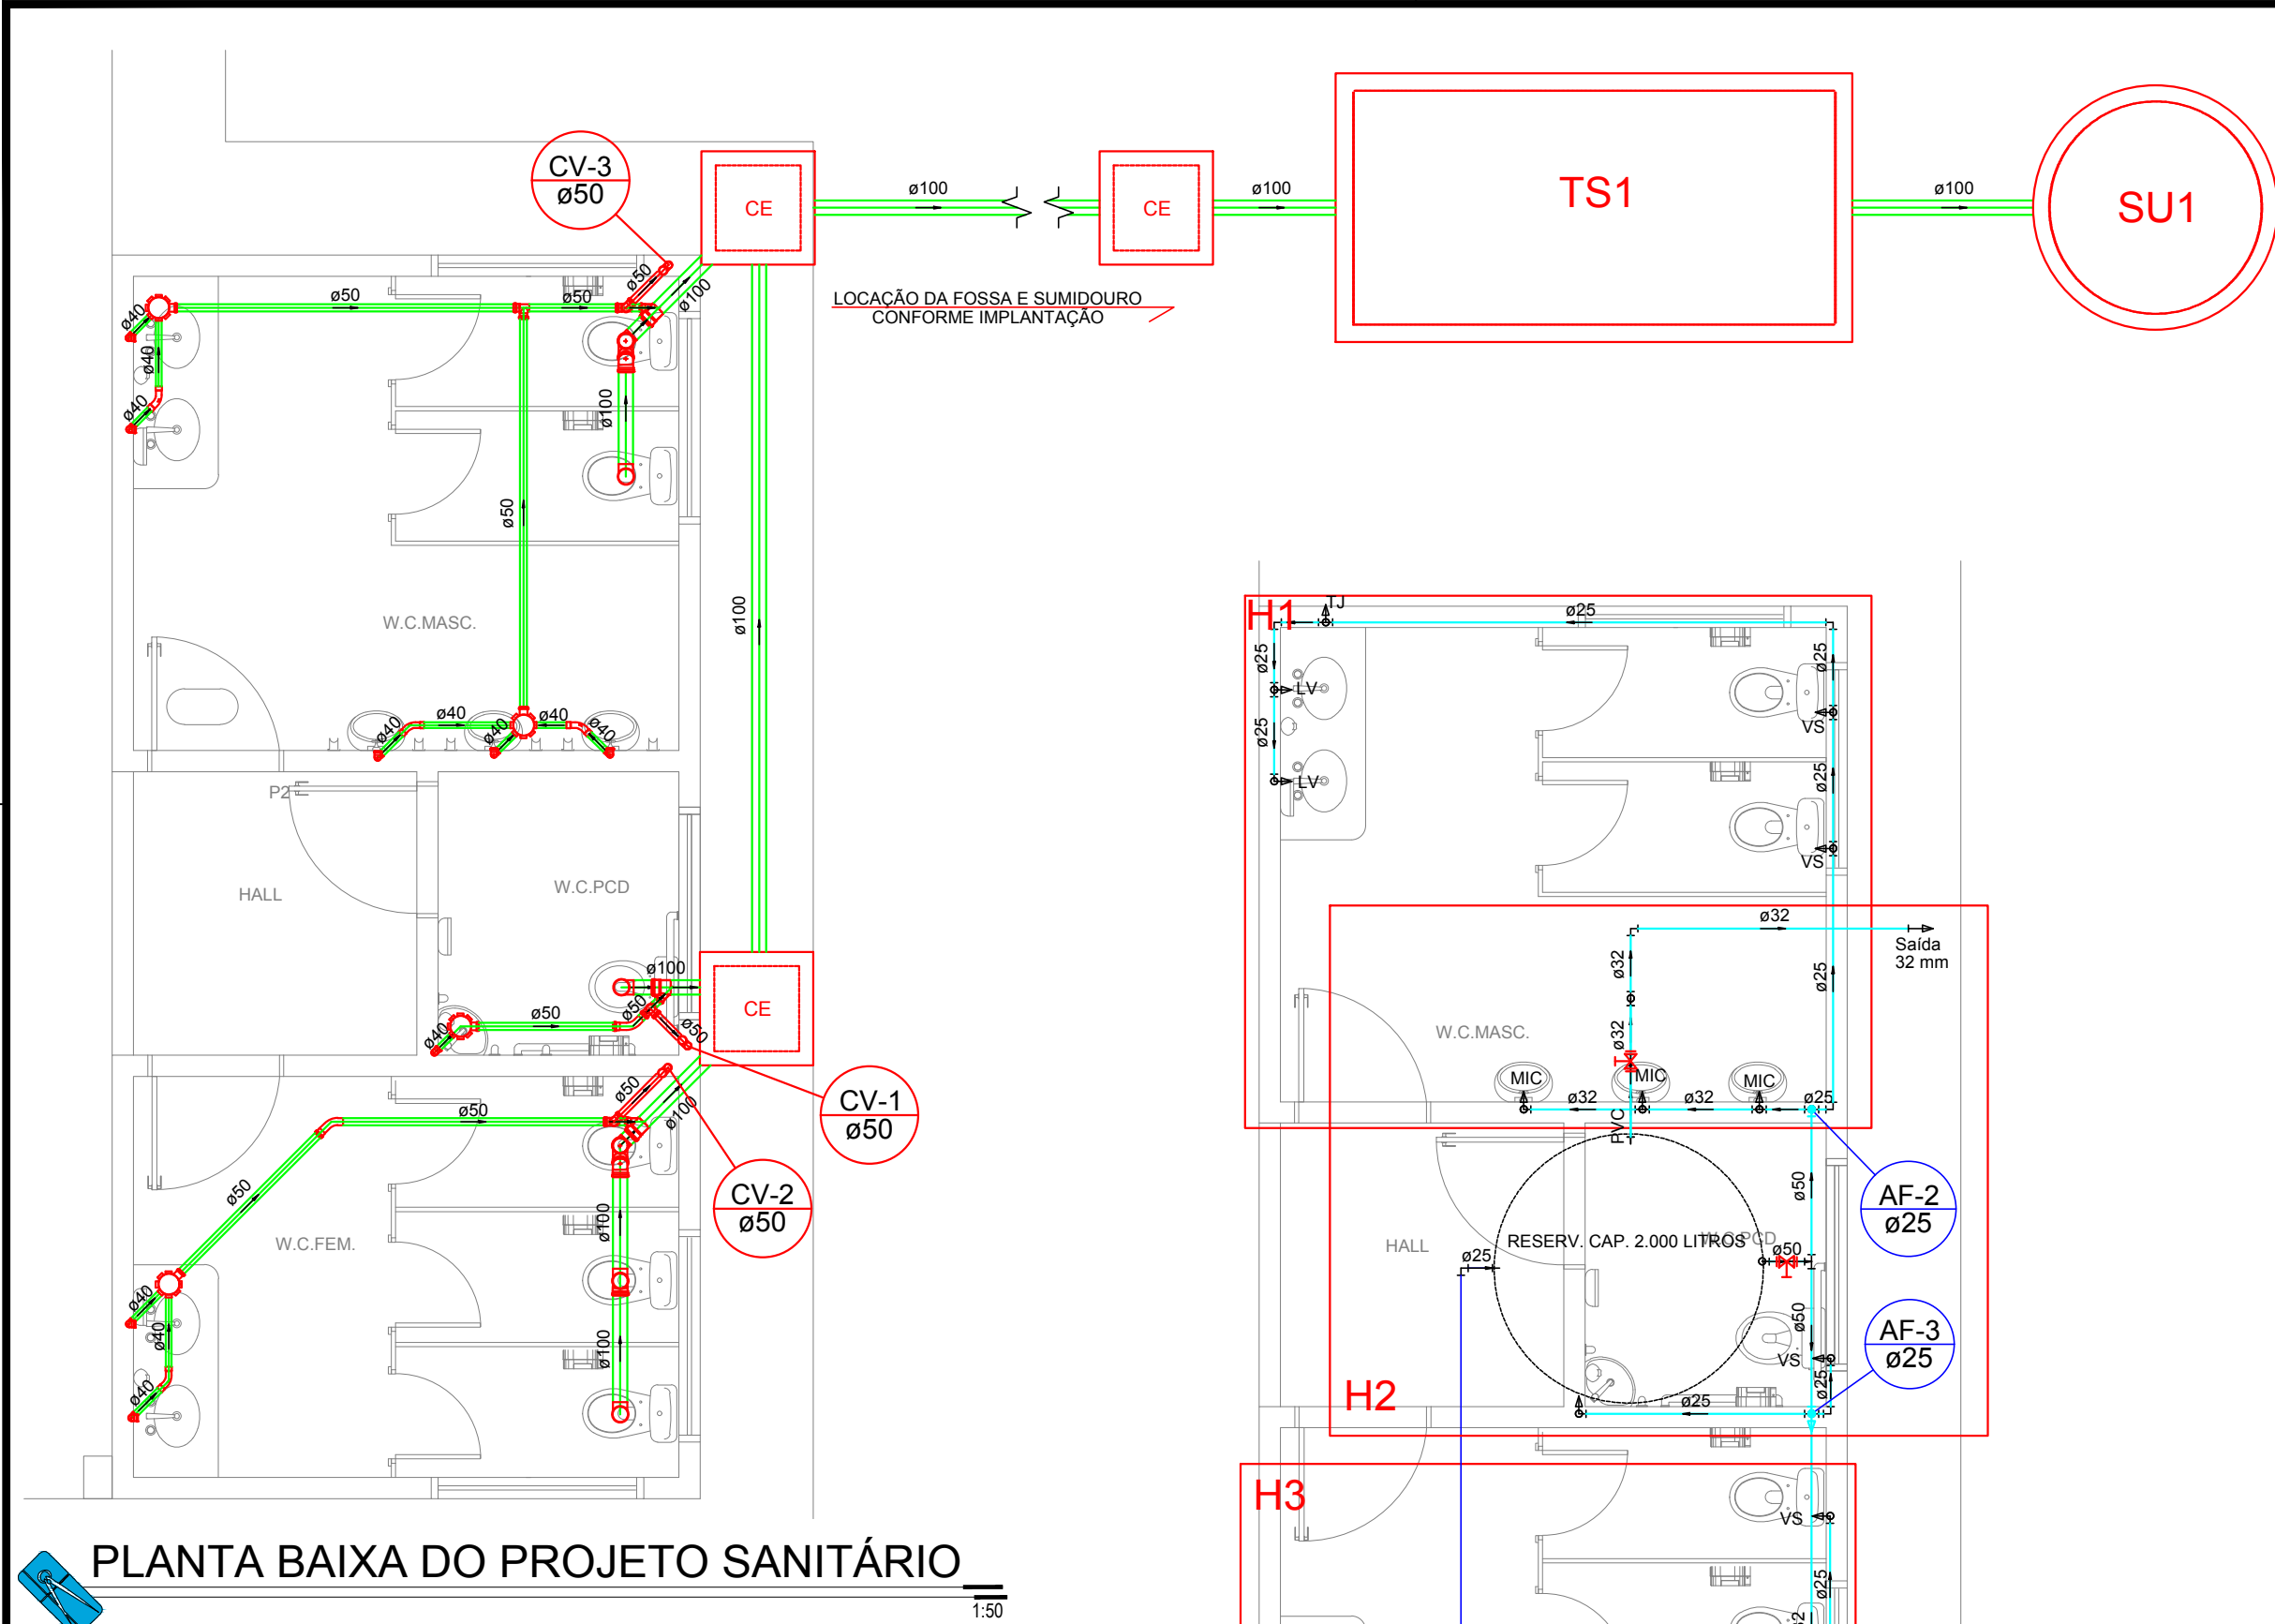 CV-3
ø50
CE
ø100
CE
ø100
TS1
ø100
SU1
LOCAÇÃO DA FOSSA E SUMIDOURO
CONFORME IMPLANTAÇÃO
ø50
ø50
ø50
ø100
ø40
ø40
ø40
ø100
ø50
W.C.MASC.
ø40
ø40
ø40
ø40
ø40
ø100
P2
HALL
W.C.PCD
ø100
CE
ø50
ø50
ø50
ø40
ø50
ø50
ø100
CV-1
ø50
CV-2
ø50
ø50
ø100
W.C.FEM.
ø40
ø40
ø40
ø100
PLANTA BAIXA DO PROJETO SANITÁRIO
1:50
H1
TJ
ø25
ø25
ø25
LV
VS
ø25
ø25
LV
VS
ø32
Saída
32 mm
ø32
ø25
ø32
W.C.MASC.
MIC
MIC
MIC
ø32
ø32
ø25
PVC
AF-2
ø25
ø50
HALL
RESERV. CAP. 2.000 LITROS
W.C.PCD
ø50
ø25
ø50
AF-3
ø25
VS
ø25
H2
ø25
H3
VS
ø25